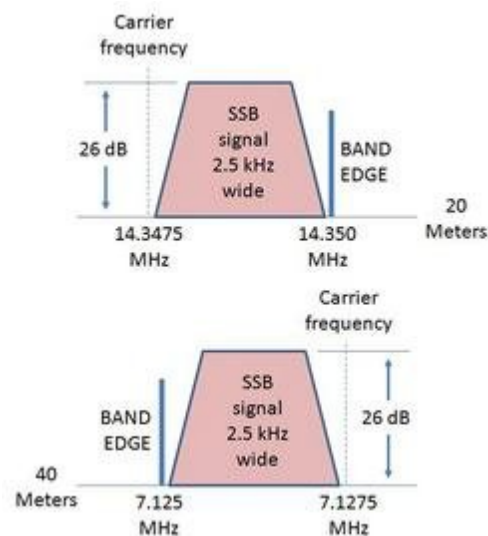 Carrier
frequency
26 dB
SSB
signal
2.5 kHz
wide
BAND
EDGE
20
Meters
14.3475
MHz
14.350
MHz
Carrier
frequency
SSB
signal
2.5 kHz
wide
BAND
EDGE
26 dB
40
Meters
7.125
MHz
7.1275
MHz